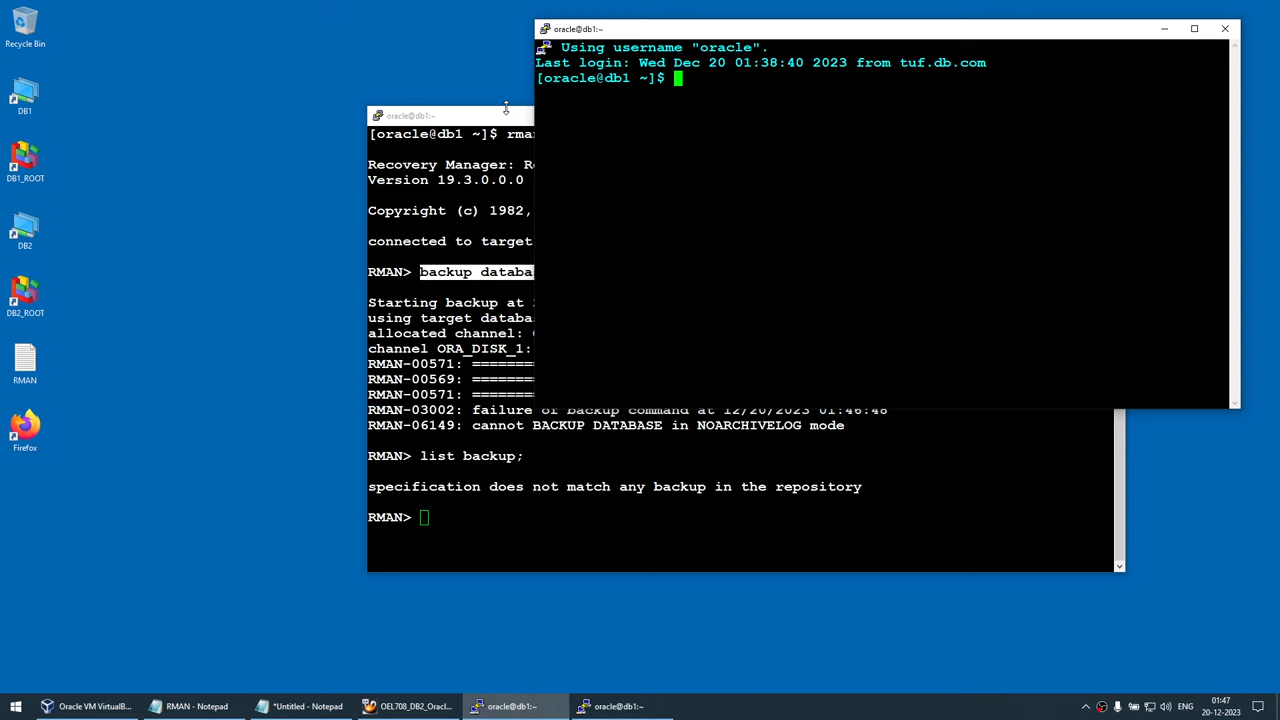 Recycle Bin
DB1
DB1_ROOT
DB2
DB2_ROOT
RMAN
Firefox
oracle@db1:~
Using username "oracle".
Last login: Wed Dec 20 01:38:40 2023 from tuf.db.com
[oracle@db1 ~]$
oracle@db1:~
[oracle@db1 ~]$
Recovery Manager:
Version 19.3.0.0.0
Copyright (c) 1982,
connected to target
RMAN> backup
Starting backup at
using target
allocated channel:
channel ORA_DISK_1:
RMAN-00571: =======
RMAN-00569: =======
RMAN-00571: =======
RMAN-03002: failure of backup command at 12/20/2023 01:46:48
RMAN-06149: cannot BACKUP DATABASE in NOARCHIVELOG mode
RMAN> list backup;
specification does not match any backup in the repository
RMAN>
Oracle VM VirtualB...
RMAN - Notepad
*Untitled - Notepad
OEL708_DB2_Oracl...
oracle@db1:~
oracle@db1:~
ENG
01:47
20-12-2023